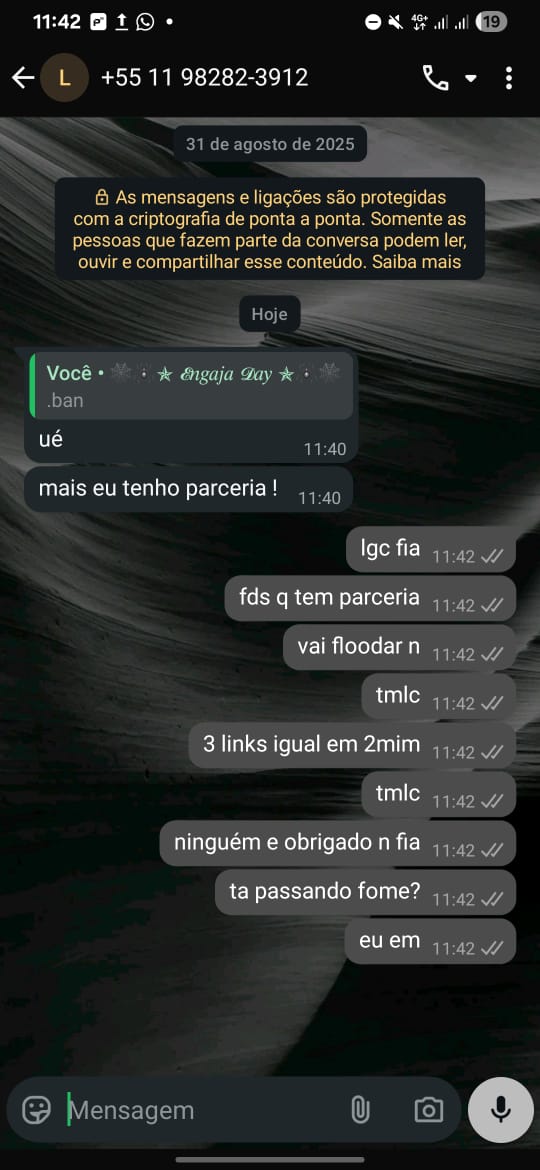 11:42
4G+
19
L
+55 11 98282-3912
31 de agosto de 2025
As mensagens e ligações são protegidas
com a criptografia de ponta a ponta. Somente as
pessoas que fazem parte da conversa podem ler,
ouvir e compartilhar esse conteúdo. Saiba mais
Hoje
Você • 🕸️🕷️✯ 𝓔𝓷𝓰𝓪𝓳𝓪 𝓓𝓪𝔂 ✯🕷️🕸️
.ban
ué
11:40
mais eu tenho parceria !
11:40
lgc fia 11:42
fds q tem parceria 11:42
vai floodar n 11:42
tmlc 11:42
3 links igual em 2mim 11:42
tmlc 11:42
ninguém e obrigado n fia 11:42
ta passando fome? 11:42
eu em 11:42
Mensagem